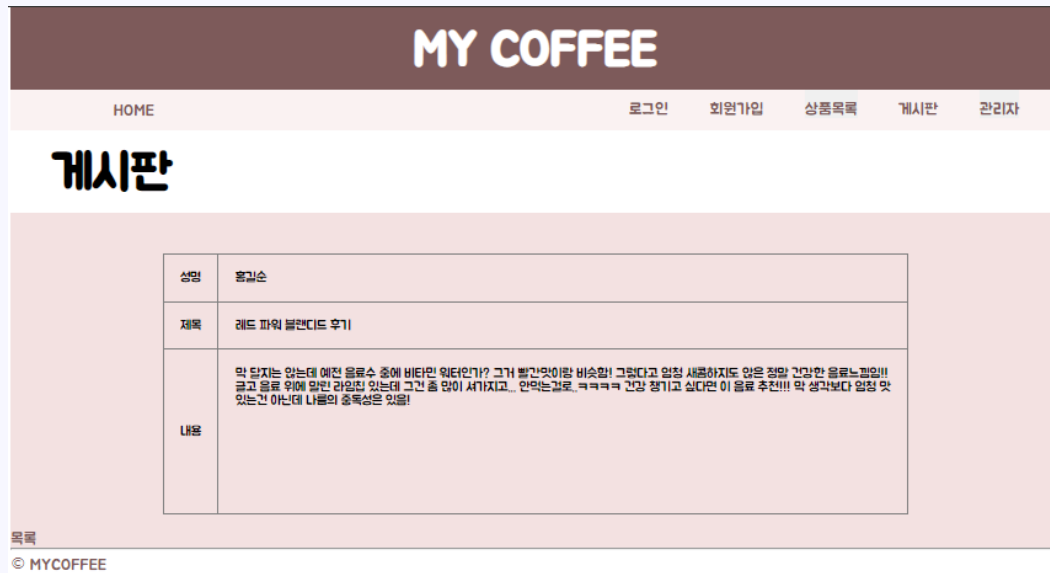 MY COFFEE
HOME 로그인 회원가입 상품목록 게시판 관리자
게시판
성명 홍길순
제목 레드 파워 블랜디드 후기
막 달지는 않는데 예전 음료수 중에 비타민 워터인가? 그거 빨간맛이랑 비슷함! 그렇다고 엄청 새콤하지도 않은 정말 건강한 음료느낌임!!
글고 음료 위에 말린 라임칩 있는데 그건 좀 많이 셔가지고... 안먹는걸로..ㅋㅋㅋㅋ 건강 챙기고 싶다면 이 음료 추천!!! 막 생각보다 엄청 맛
있는건 아닌데 나름의 중독성은 있음!
내용
목록
© MYCOFFEE